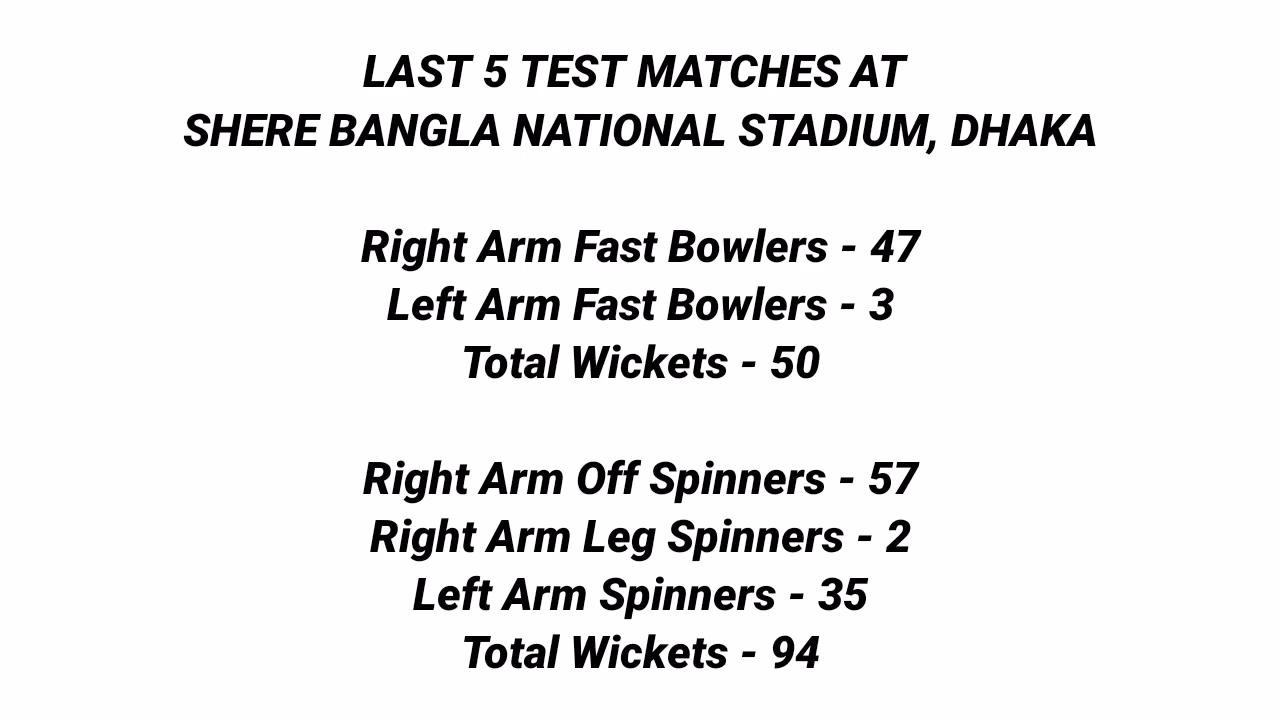 LAST 5 TEST MATCHES AT
SHERE BANGLA NATIONAL STADIUM, DHAKA
Right Arm Fast Bowlers - 47
Left Arm Fast Bowlers - 3
Total Wickets - 50
Right Arm Off Spinners - 57
Right Arm Leg Spinners - 2
Left Arm Spinners - 35
Total Wickets - 94